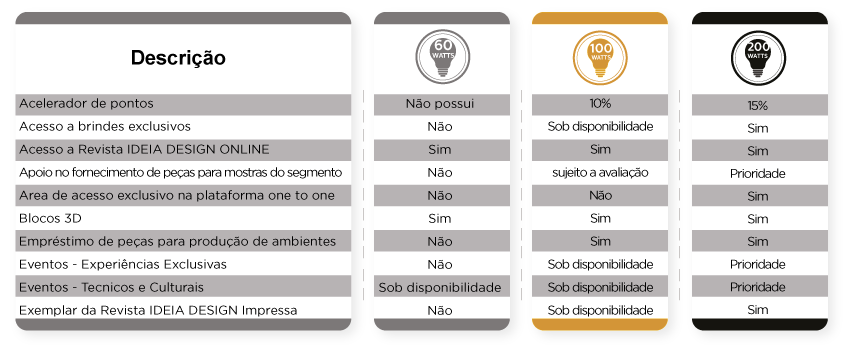 Descrição 60 WATTS 100 WATTS 200 WATTS
Acelerador de pontos Não possui 10% 15%
Acesso a brindes exclusivos Não Sob disponibilidade Sim
Acesso a Revista IDEIA DESIGN ONLINE Sim Sim Sim
Apoio no fornecimento de peças para mostras do segmento Não sujeito a avaliação Prioridade
Area de acesso exclusivo na plataforma one to one Não Não Sim
Blocos 3D Sim Sim Sim
Empréstimo de peças para produção de ambientes Não Sim Sim
Eventos - Experiências Exclusivas Não Sob disponibilidade Prioridade
Eventos - Tecnicos e Culturais Sob disponibilidade Sob disponibilidade Prioridade
Exemplar da Revista IDEIA DESIGN Impressa Não Sob disponibilidade Sim